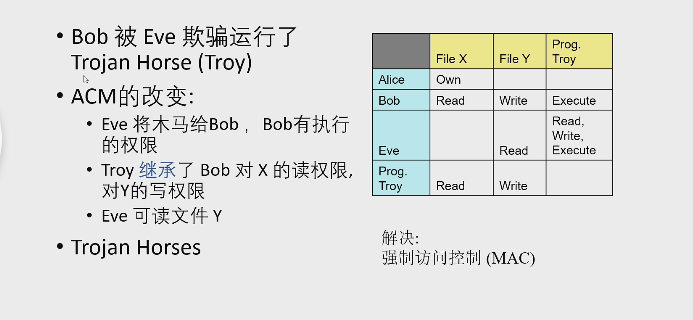 • Bob 被 Eve 欺骗运行了
Trojan Horse (Troy)
• ACM的改变:
• Eve 将木马给Bob ，Bob有执行
的权限
• Troy 继承了 Bob 对 X 的读权限,
对Y的写权限
• Eve 可读文件 Y
• Trojan Horses
File X File Y Prog. Troy
Alice Own
Bob Read Write Execute
Eve Read Read, Write, Execute
Prog. Troy Read Write
解决:
强制访问控制 (MAC)